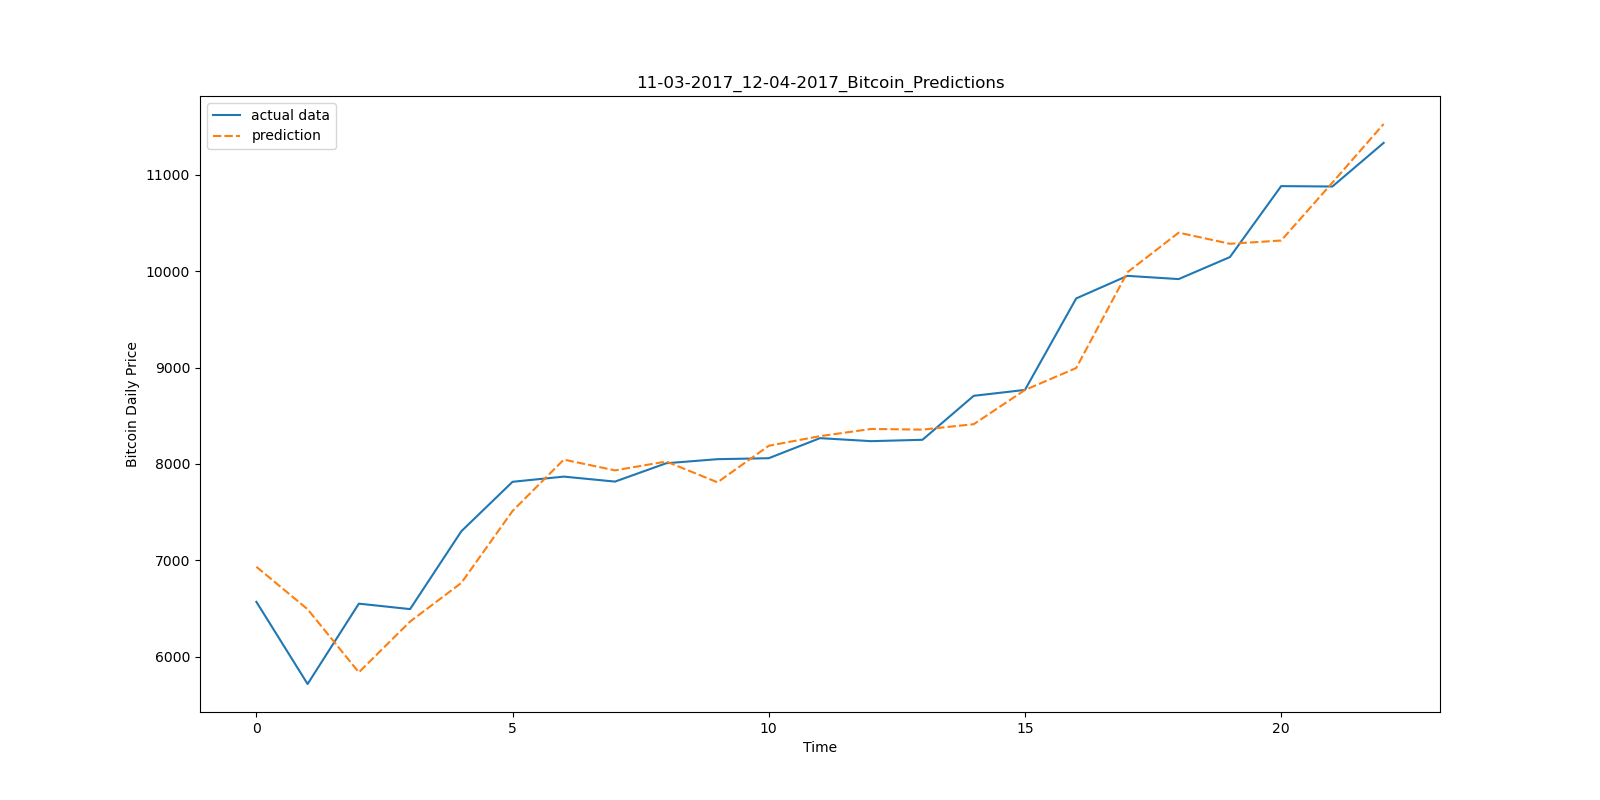 11-03-2017_12-04-2017_Bitcoin_Predictions
actual data
prediction
11000
10000
9000
8000
7000
6000
Bitcoin Daily Price
0 5 10 15 20
Time